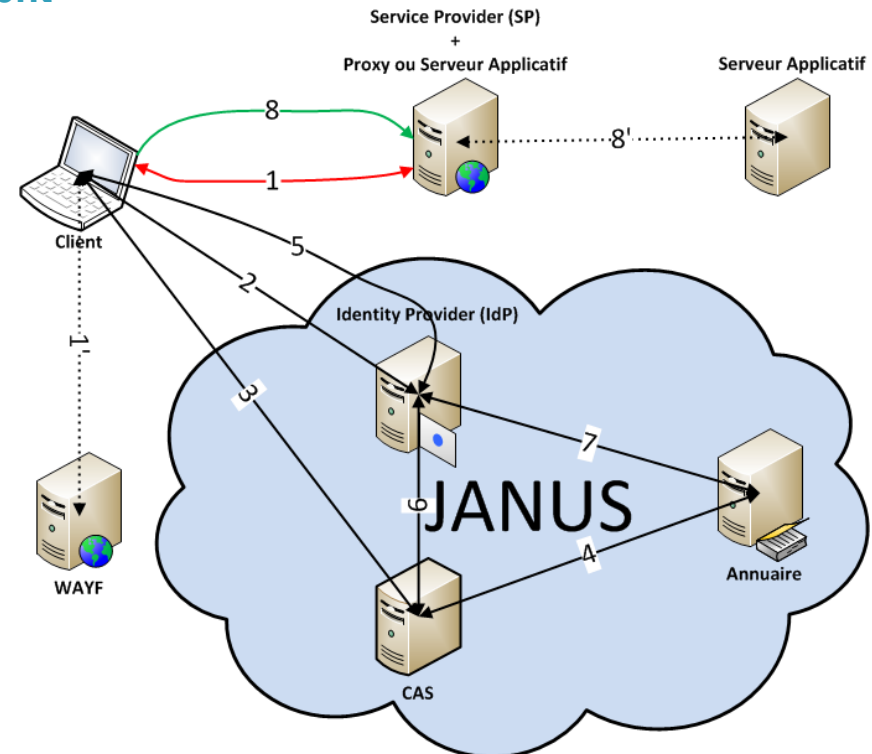 Service Provider (SP)
+
Proxy ou Serveur Applicatif
Serveur Applicatif
8
8'
1
Client
5
2
Identity Provider (IdP)
1'
3
7
6
JANUS
4
WAYF
Annuaire
CAS